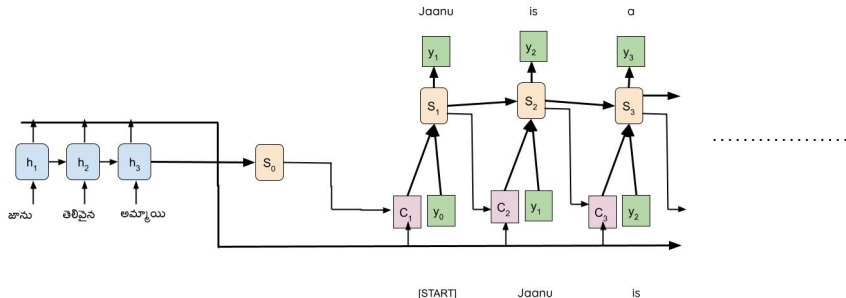 Jaanu is a
y1 y2 y3
S1 S2 S3
h1 h2 h3 S0
జాను తెలివైన అమ్మాయి
C1 y0 C2 y1 C3 y2
[START] Jaanu is